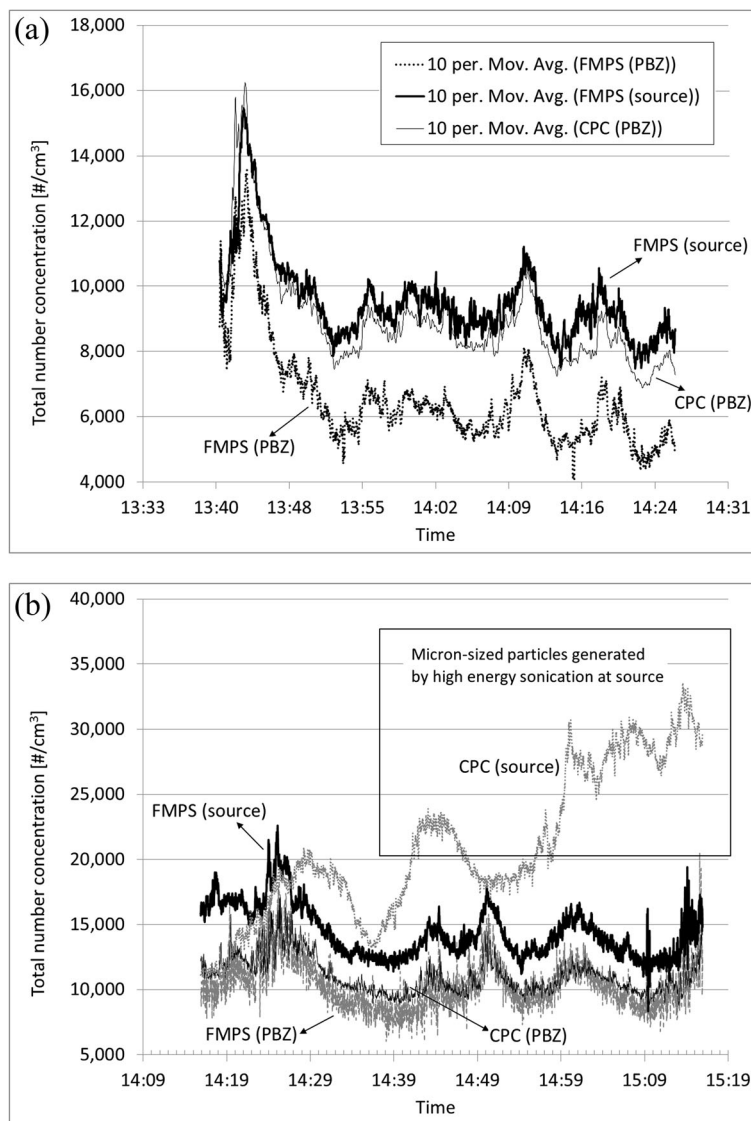 (a)
18,000
16,000
14,000
12,000
10,000
8,000
6,000
4,000
Total number concentration [#/cm³]
10 per. Mov. Avg. (FMPS (PBZ))
10 per. Mov. Avg. (FMPS (source))
10 per. Mov. Avg. (CPC (PBZ))
FMPS (source)
CPC (PBZ)
FMPS (PBZ)
13:33 13:40 13:48 13:55 14:02 14:09 14:16 14:24 14:31
Time
(b)
40,000
35,000
30,000
25,000
20,000
15,000
10,000
5,000
Total number concentration [#/cm³]
Micron-sized particles generated
by high energy sonication at source
CPC (source)
FMPS (source)
FMPS (PBZ)
CPC (PBZ)
14:09 14:19 14:29 14:39 14:49 14:59 15:09 15:19
Time